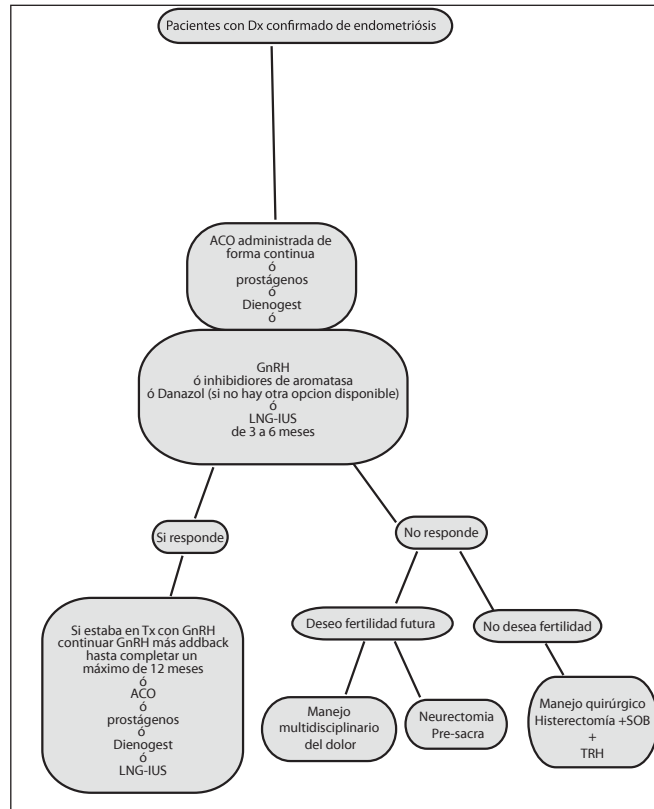 Pacientes con Dx confirmado de endometriósis
ACO administrada de
forma continua
ó
prostágenos
ó
Dienogest
ó
GnRH
ó inhibidiores de aromatasa
ó Danazol (si no hay otra opcion disponible)
ó
LNG-IUS
de 3 a 6 meses
Si responde
No responde
Si estaba en Tx con GnRH
continuar GnRH más addback
hasta completar un
máximo de 12 meses
ó
ACO
ó
prostágenos
ó
Dienogest
ó
LNG-IUS
Deseo fertilidad futura
No desea fertilidad
Manejo
multidisciplinario
del dolor
Neurectomia
Pre-sacra
Manejo quirúrgico
Histerectomía +SOB
+
TRH